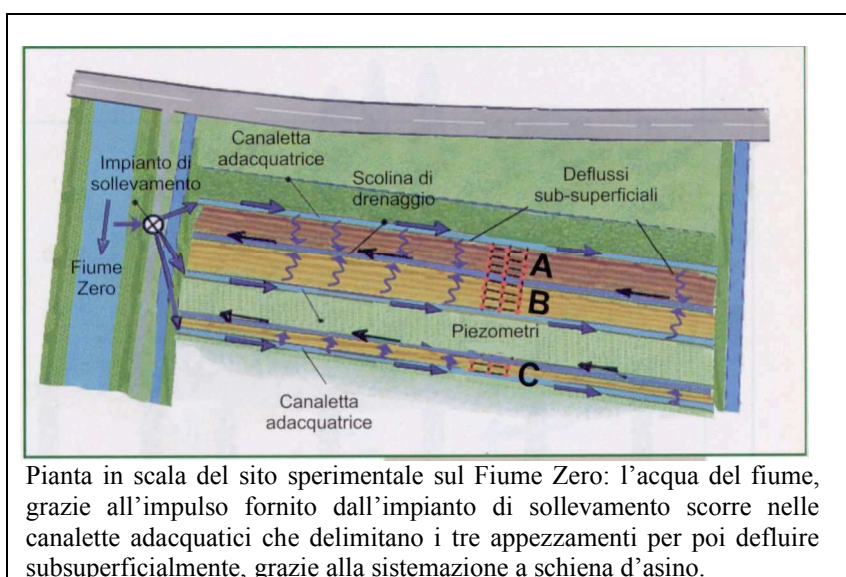 Canaletta
adacquatrice
Impianto di
sollevamento
Scolina di
drenaggio
Deflussi
sub-superficiali
Fiume
Zero
A
B
Piezometri
C
Canaletta
adacquatrice
Pianta in scala del sito sperimentale sul Fiume Zero: l’acqua del fiume,
grazie all’impulso fornito dall’impianto di sollevamento scorre nelle
canalette adacquatici che delimitano i tre appezzamenti per poi defluire
subsuperficialmente, grazie alla sistemazione a schiena d’asino.